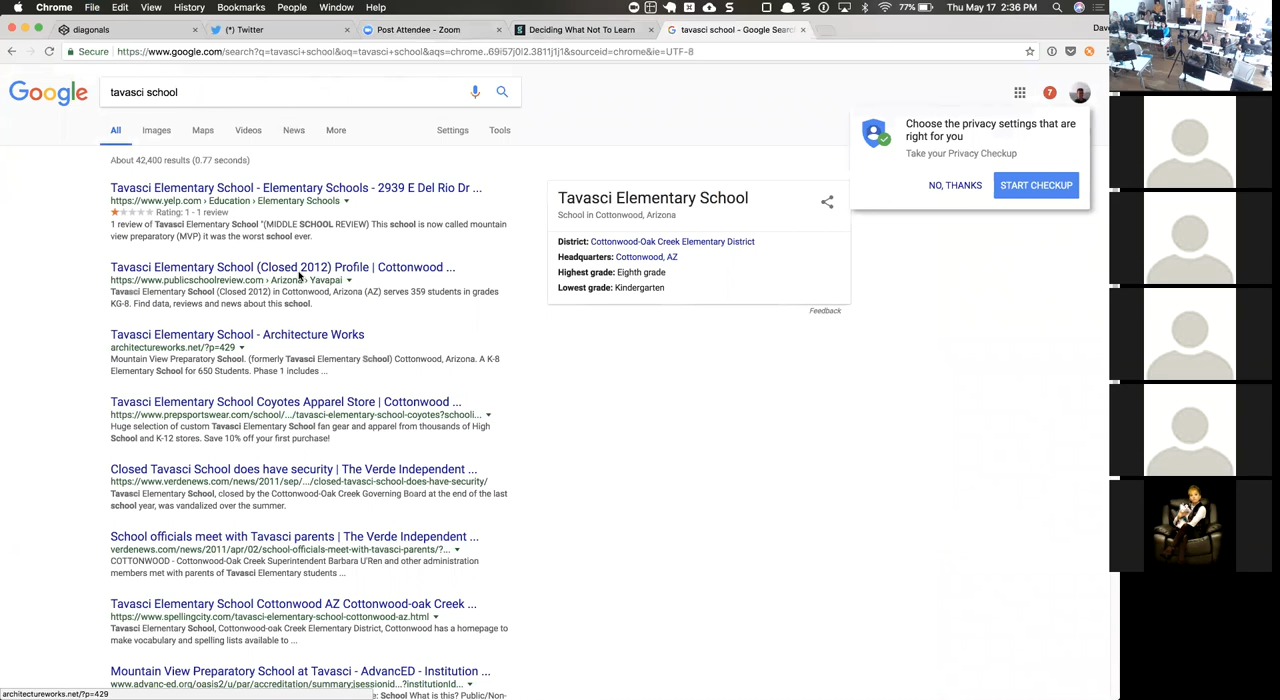 Chrome File Edit View History Bookmarks People Window Help 77% Thu May 17 2:36 PM
diagonals (*) Twitter Post Attendee - Zoom Deciding What Not To Learn tavasci school - Google Sear Dave
Secure https://www.google.com/search?q=tavasci+school&oq=tavasci+school&aqs=chrome..69i57j0l2.3811j1j1&sourceid=chrome&ie=UTF-8
Google tavasci school 7
All Images Maps Videos News More Settings Tools
About 42,400 results (0.77 seconds)
Tavasci Elementary School - Elementary Schools - 2939 E Del Rio Dr ...
https://www.yelp.com › Education › Elementary Schools
Rating: 1 - 1 review
1 review of Tavasci Elementary School "(MIDDLE SCHOOL REVIEW) This school is now called mountain
view preparatory (MVP) it was the worst school ever.
Tavasci Elementary School (Closed 2012) Profile | Cottonwood ...
https://www.publicschoolreview.com › Arizona › Yavapai
Tavasci Elementary School (Closed 2012) in Cottonwood, Arizona (AZ) serves 359 students in grades
KG-8. Find data, reviews and news about this school.
Tavasci Elementary School - Architecture Works
architectureworks.net/?p=429
Mountain View Preparatory School. (formerly Tavasci Elementary School) Cottonwood, Arizona. A K-8
Elementary School for 650 Students. Phase 1 includes ...
Tavasci Elementary School Coyotes Apparel Store | Cottonwood ...
https://www.prepsportswear.com/school/.../tavasci-elementary-school-coyotes?schooli...
Huge selection of custom Tavasci Elementary School fan gear and apparel from thousands of High
School and K-12 stores. Save 10% off your first purchase!
Closed Tavasci School does have security | The Verde Independent ...
https://www.verdenews.com/news/2011/sep/.../closed-tavasci-school-does-have-security/
Tavasci Elementary School, closed by the Cottonwood-Oak Creek Governing Board at the end of the last
school year, was vandalized over the summer.
School officials meet with Tavasci parents | The Verde Independent ...
verdenews.com/news/2011/apr/02/school-officials-meet-with-tavasci-parents/?...
COTTONWOOD - Cottonwood-Oak Creek Superintendent Barbara U'Ren and other administration
members met with parents of Tavasci Elementary students ...
Tavasci Elementary School Cottonwood AZ Cottonwood-oak Creek ...
https://www.spellingcity.com/tavasci-elementary-school-cottonwood-az.html
Tavasci Elementary School, Cottonwood-oak Creek Elementary District, Cottonwood has a homepage to
make vocabulary and spelling lists available to ...
Mountain View Preparatory School at Tavasci - AdvancED - Institution ...
www.advanc-ed.org/oasis2/u/par/accreditation/summary;jsessionid...?institutionId...
e: School What is this? Public/Non-
architectureworks.net/?p=429
Tavasci Elementary School
School in Cottonwood, Arizona
District: Cottonwood-Oak Creek Elementary District
Headquarters: Cottonwood, AZ
Highest grade: Eighth grade
Lowest grade: Kindergarten
Feedback
Choose the privacy settings that are
right for you
Take your Privacy Checkup
NO, THANKS START CHECKUP